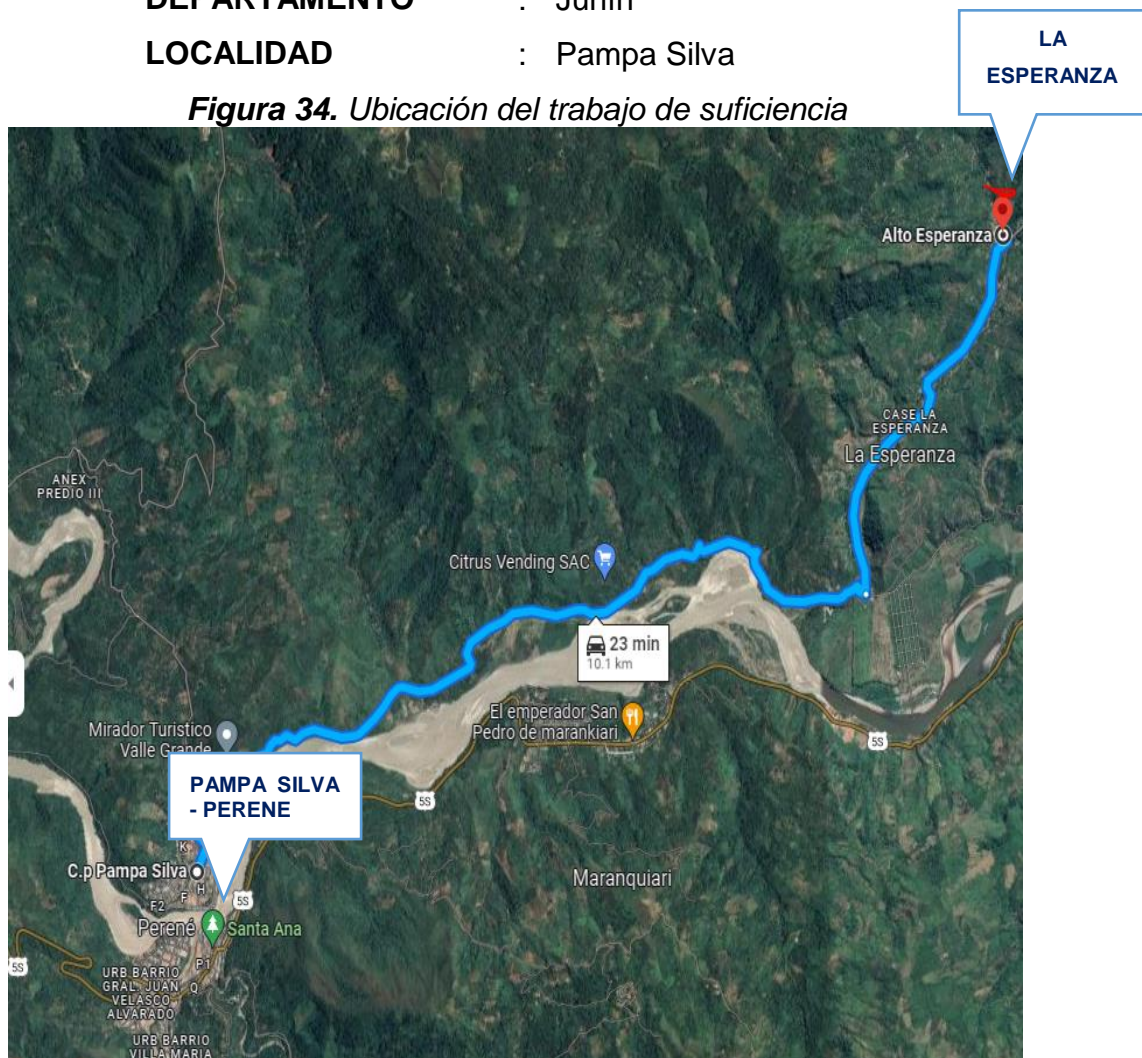 DEPARTAMENTO : Junín
LOCALIDAD : Pampa Silva
LA
ESPERANZA
Figura 34. Ubicación del trabajo de suficiencia
Alto Esperanza
CASE LA
ESPERANZA
La Esperanza
ANEX
PREDIO III
Citrus Vending SAC
23 min
10.1 km
El emperador San
Pedro de marankiari
Mirador Turistico
Valle Grande
5S
PAMPA SILVA
- PERENE
5S
K
C.p Pampa Silva
H
F
F2
5S
Maranquiari
Perené
Santa Ana
5S
P1
Q
URB BARRIO
GRAL. JUAN
VELASCO
ALVARADO
URB BARRIO
VILLA MARIA